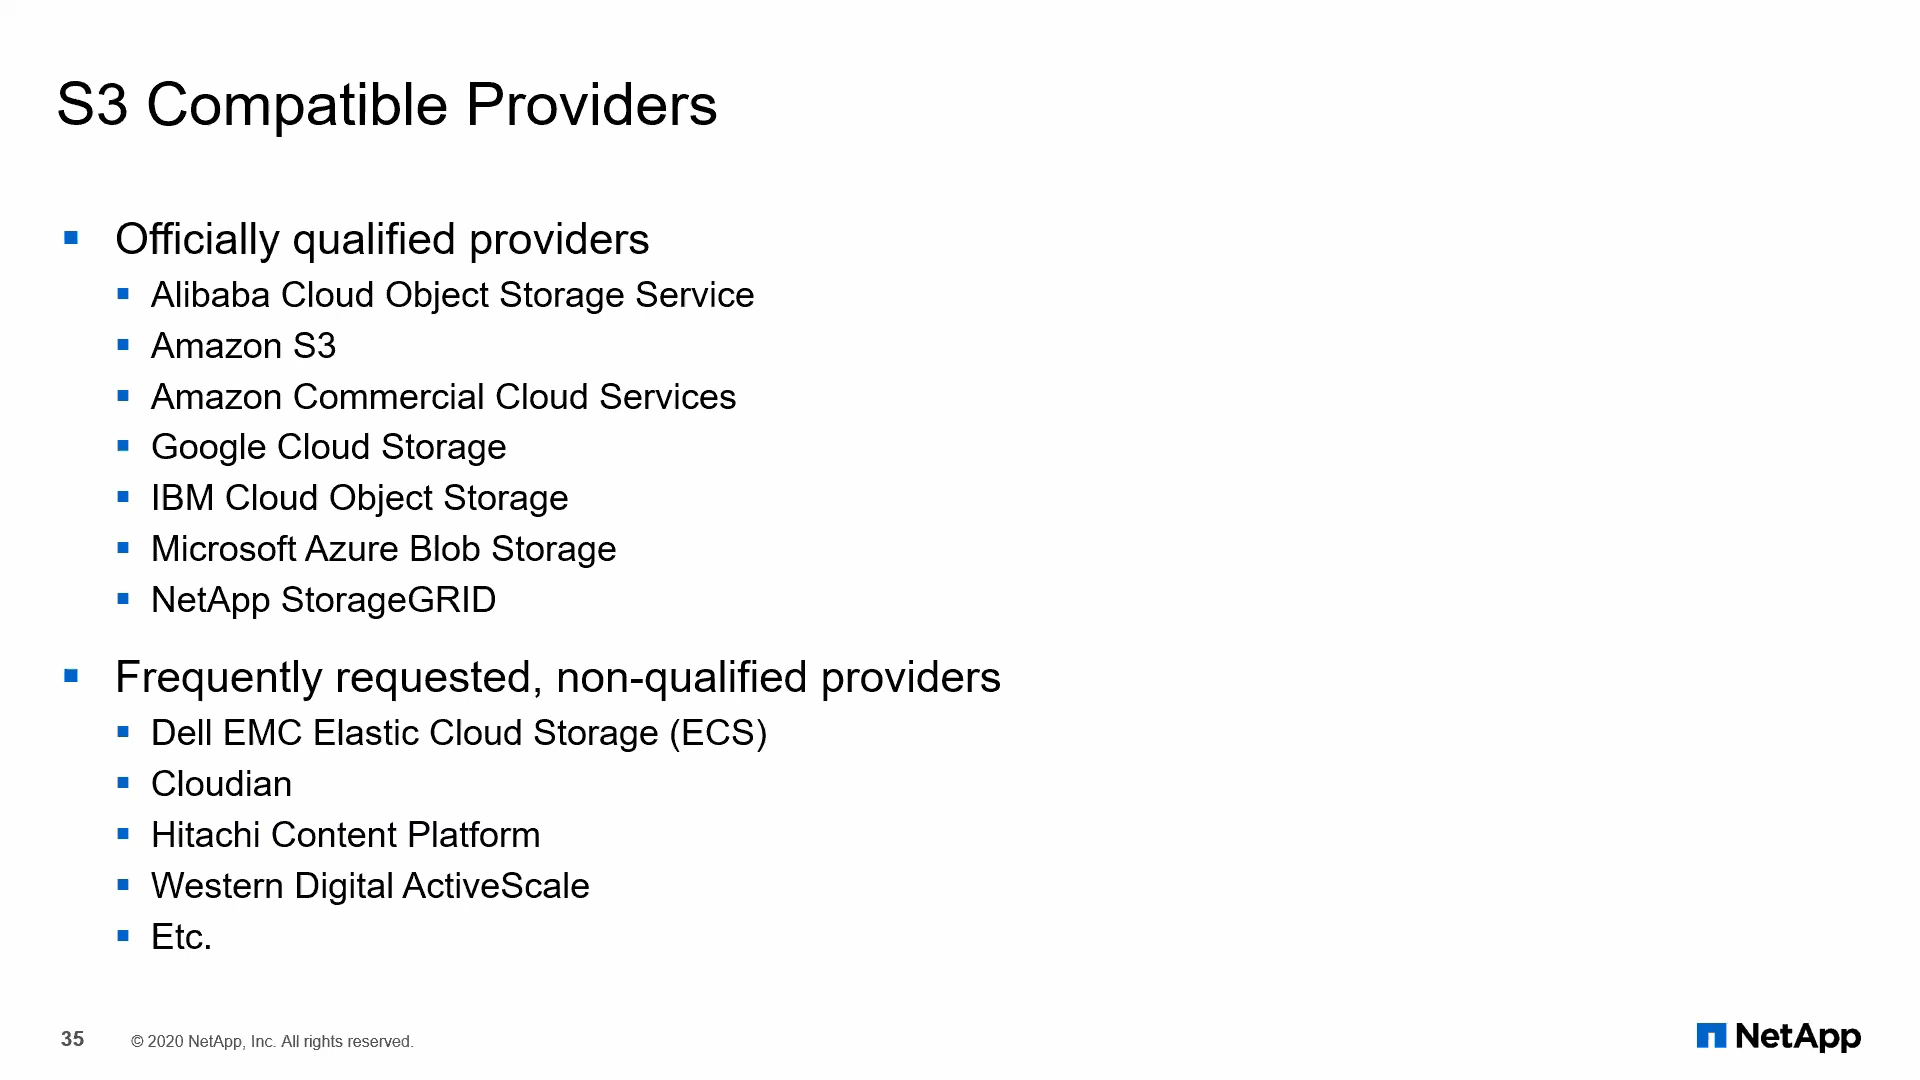 S3 Compatible Providers
Officially qualified providers
Alibaba Cloud Object Storage Service
Amazon S3
Amazon Commercial Cloud Services
Google Cloud Storage
IBM Cloud Object Storage
Microsoft Azure Blob Storage
NetApp StorageGRID
Frequently requested, non-qualified providers
Dell EMC Elastic Cloud Storage (ECS)
Cloudian
Hitachi Content Platform
Western Digital ActiveScale
Etc.
35 © 2020 NetApp, Inc. All rights reserved.
NetApp